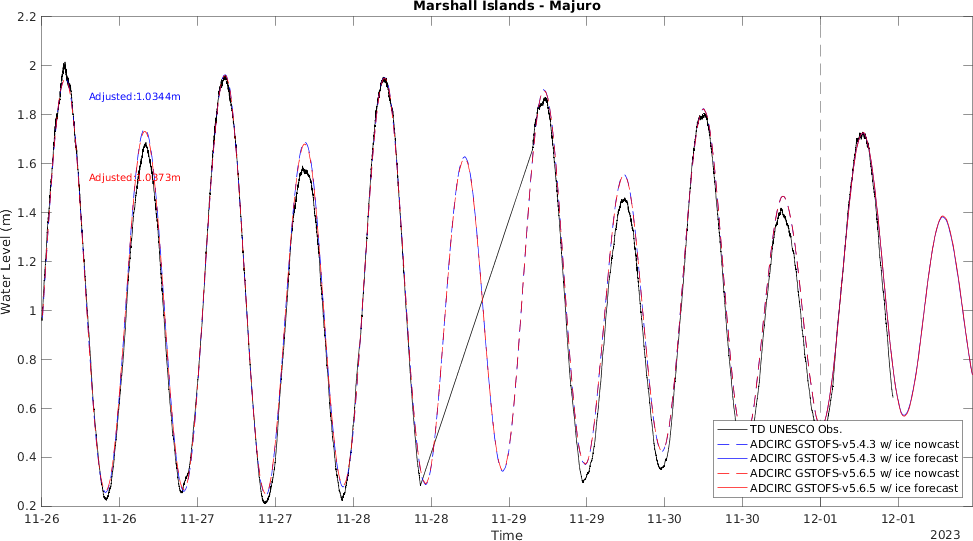 Marshall Islands - Majuro
2.2
2
1.8
1.6
1.4
1.2
1
0.8
0.6
0.4
0.2
Water Level (m)
Adjusted:1.0344m
Adjusted:1.0373m
TD UNESCO Obs.
ADCIRC GSTOFS-v5.4.3 w/ ice nowcast
ADCIRC GSTOFS-v5.4.3 w/ ice forecast
ADCIRC GSTOFS-v5.6.5 w/ ice nowcast
ADCIRC GSTOFS-v5.6.5 w/ ice forecast
11-26 11-26 11-27 11-27 11-28 11-28 11-29 11-29 11-30 11-30 12-01 12-01
Time
2023